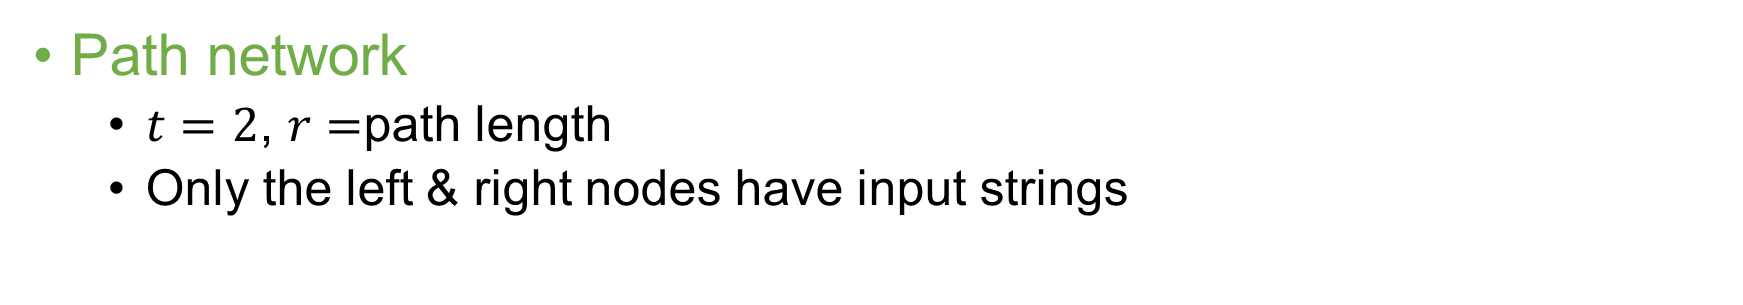 • Path network
• t = 2, r =path length
• Only the left & right nodes have input strings